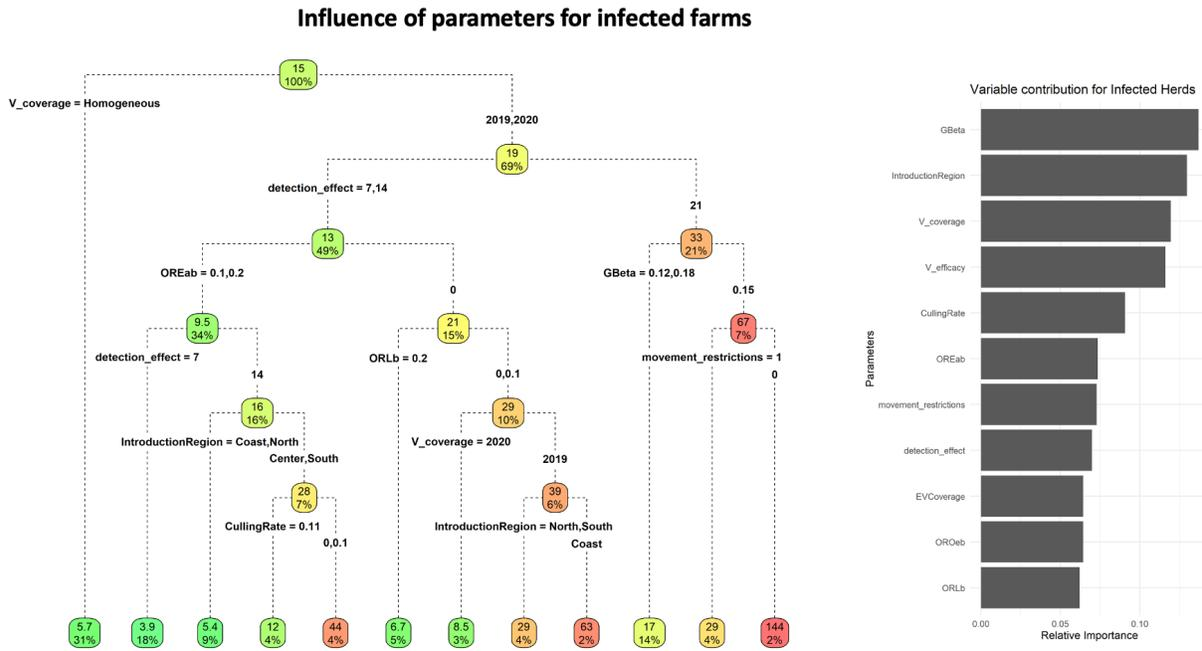 Influence of parameters for infected farms
15
100%
V_coverage = Homogeneous
2019,2020
19
69%
detection_effect = 7,14
21
13
49%
33
21%
OREab = 0.1,0.2
0
GBeta = 0.12,0.18
0.15
9.5
34%
21
15%
67
7%
detection_effect = 7
14
ORLb = 0.2
0,0.1
movement_restrictions = 1
0
16
16%
29
10%
IntroductionRegion = Coast,North
Center,South
V_coverage = 2020
2019
28
7%
39
6%
CullingRate = 0.11
0,0.1
IntroductionRegion = North,South
Coast
5.7
31%
3.9
18%
5.4
9%
12
4%
44
4%
6.7
5%
8.5
3%
29
4%
63
2%
17
14%
29
4%
144
2%
Variable contribution for Infected Herds
Parameters
GBeta
IntroductionRegion
V_coverage
V_efficacy
CullingRate
OREab
movement_restrictions
detection_effect
EVCoverage
OROeb
ORLb
0.00
0.05
0.10
Relative Importance